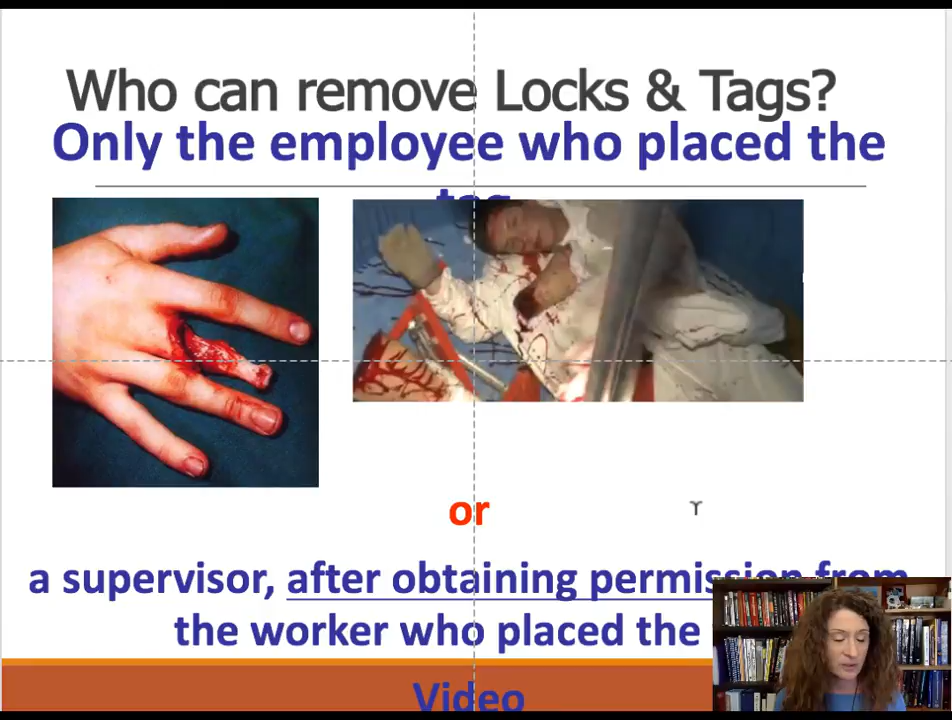 Who can remove Locks & Tags?
Only the employee who placed the
tag
or
a supervisor, after obtaining permission from
the worker who placed the
Video